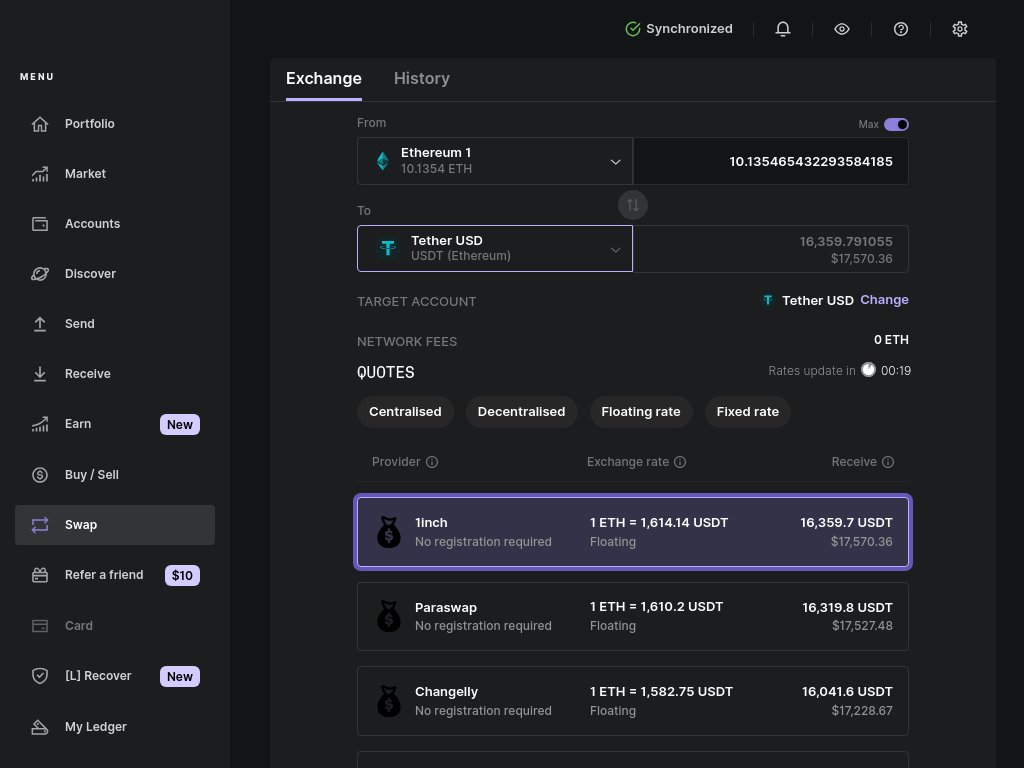 Synchronized
MENU
Portfolio
Market
Accounts
Discover
Send
Receive
Earn New
Buy / Sell
Swap
Refer a friend $10
Card
[L] Recover New
My Ledger
Exchange History
From Max
Ethereum 1
10.1354 ETH
10.135465432293584185
To
Tether USD
USDT (Ethereum)
16,359.791055
$17,570.36
TARGET ACCOUNT Tether USD Change
NETWORK FEES 0 ETH
QUOTES Rates update in 00:19
Centralised Decentralised Floating rate Fixed rate
Provider Exchange rate Receive
1inch 1 ETH = 1,614.14 USDT 16,359.7 USDT
No registration required Floating $17,570.36
Paraswap 1 ETH = 1,610.2 USDT 16,319.8 USDT
No registration required Floating $17,527.48
Changelly 1 ETH = 1,582.75 USDT 16,041.6 USDT
No registration required Floating $17,228.67